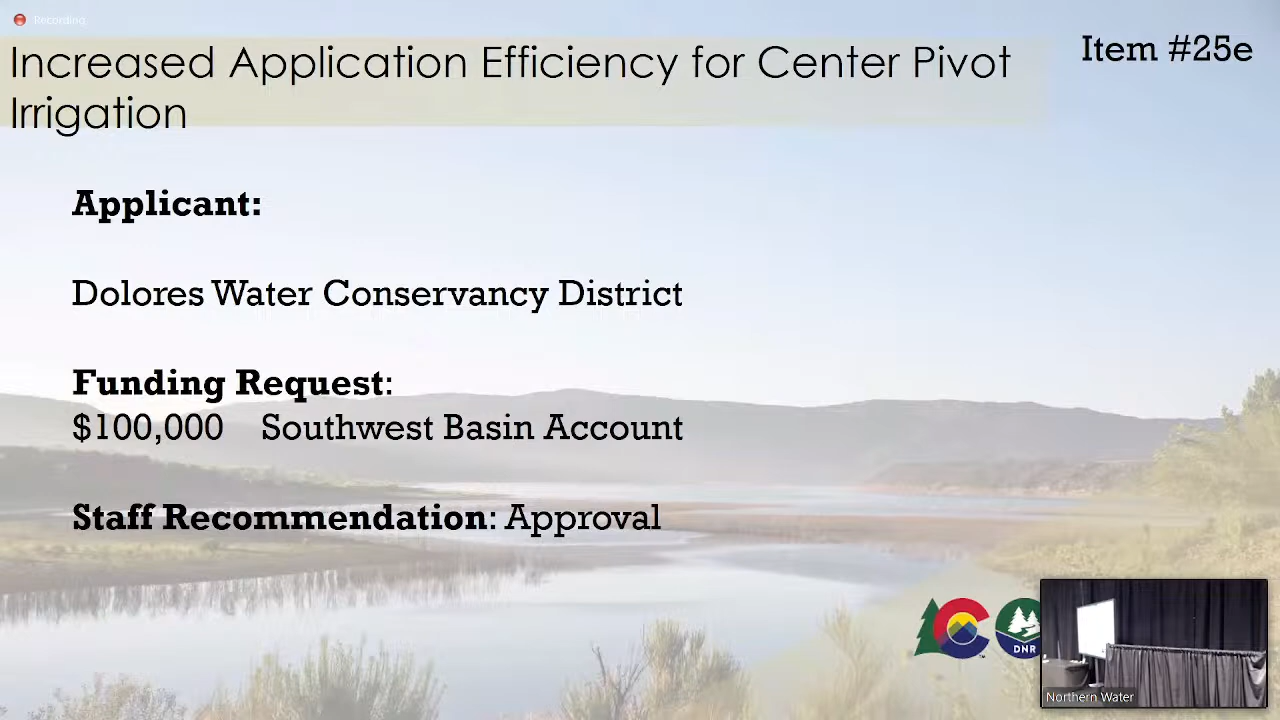 Recording
Increased Application Efficiency for Center Pivot
Irrigation
Item #25e
Applicant:
Dolores Water Conservancy District
Funding Request:
$100,000 Southwest Basin Account
Staff Recommendation: Approval
CO
DNR
Northern Water